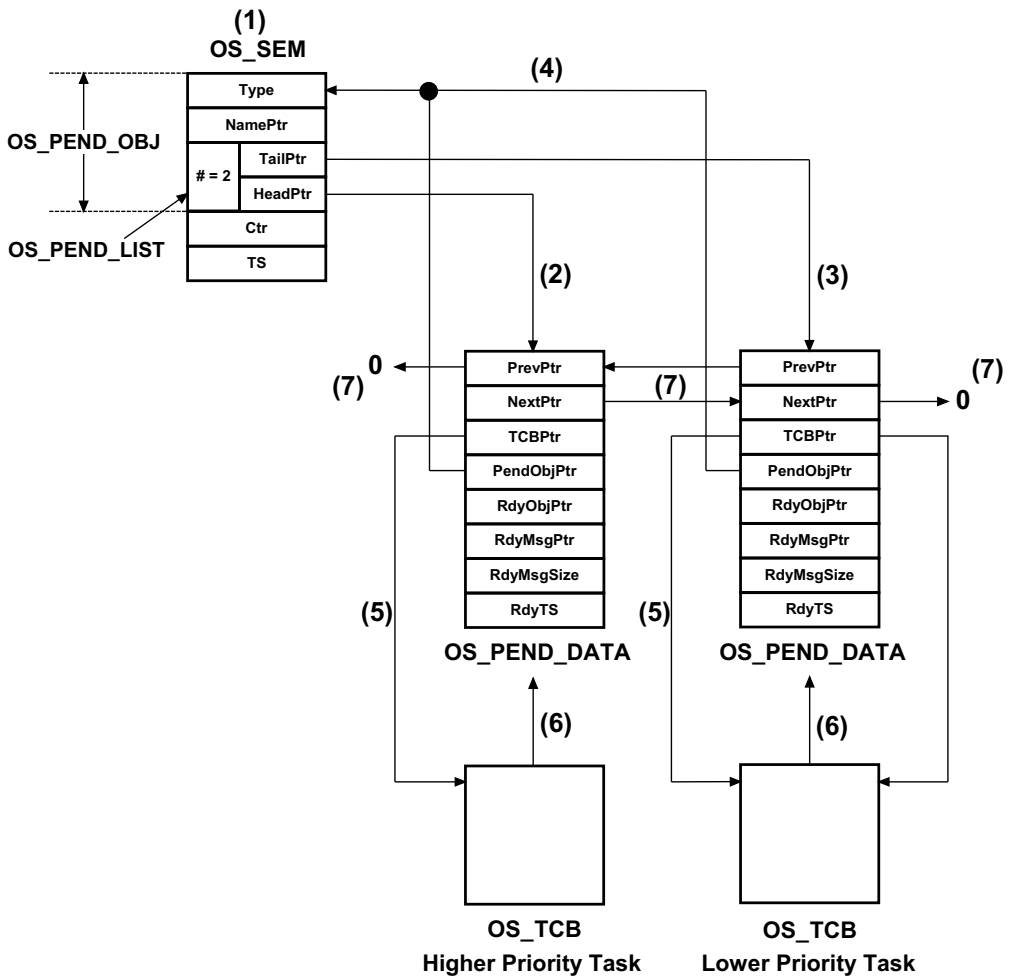 (1)
OS_SEM
(4)
Type
OS_PEND_OBJ
NamePtr
# = 2
TailPtr
HeadPtr
OS_PEND_LIST
Ctr
TS
(2)
(3)
0
(7)
PrevPtr
NextPtr
TCBPtr
PendObjPtr
RdyObjPtr
RdyMsgPtr
RdyMsgSize
RdyTS
(7)
PrevPtr
NextPtr
TCBPtr
PendObjPtr
RdyObjPtr
RdyMsgPtr
RdyMsgSize
RdyTS
(7)
0
(5)
(5)
OS_PEND_DATA
OS_PEND_DATA
(6)
(6)
OS_TCB
Higher Priority Task
OS_TCB
Lower Priority Task